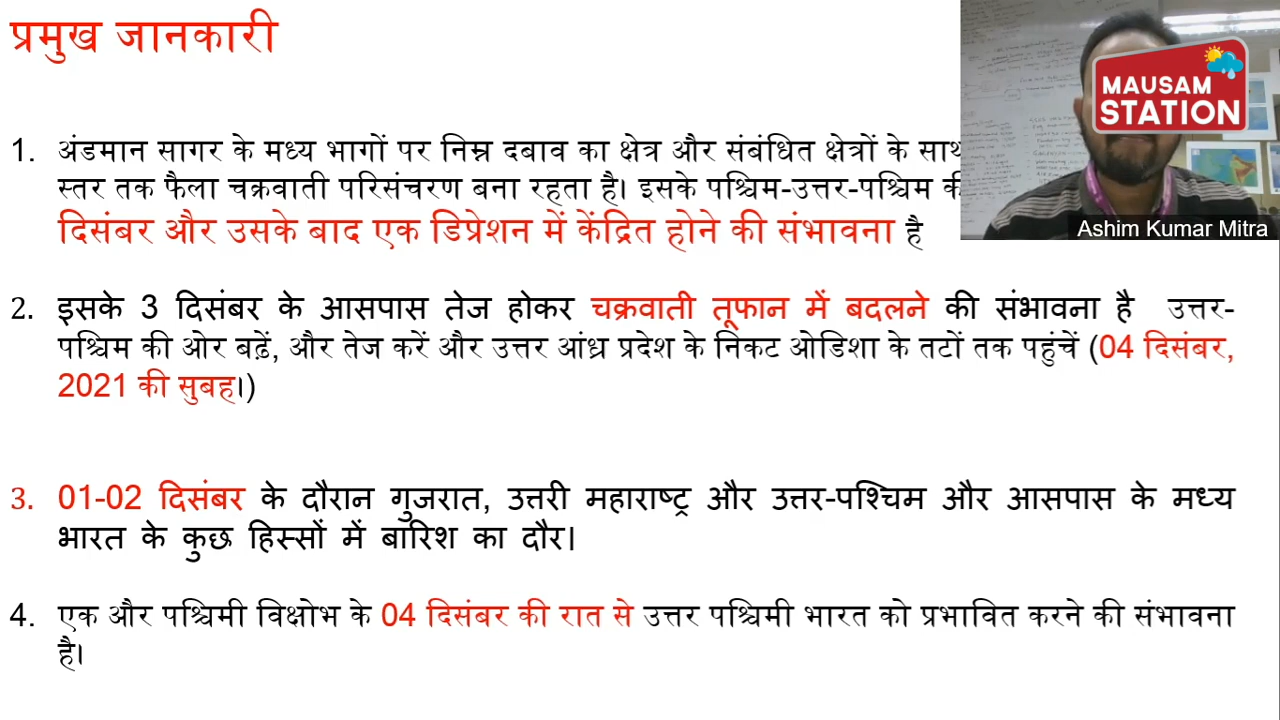 प्रमुख जानकारी
MAUSAM
STATION
Ashim Kumar Mitra
1. अंडमान सागर के मध्य भागों पर निम्न दबाव का क्षेत्र और संबंधित क्षेत्रों के साथ
स्तर तक फैला चक्रवाती परिसंचरण बना रहता है। इसके पश्चिम-उत्तर-पश्चिम की
दिसंबर और उसके बाद एक डिप्रेशन में केंद्रित होने की संभावना है
2. इसके 3 दिसंबर के आसपास तेज होकर चक्रवाती तूफान में बदलने की संभावना है उत्तर-
पश्चिम की ओर बढ़ें, और तेज करें और उत्तर आंध्र प्रदेश के निकट ओडिशा के तटों तक पहुंचें (04 दिसंबर,
2021 की सुबह।)
3. 01-02 दिसंबर के दौरान गुजरात, उत्तरी महाराष्ट्र और उत्तर-पश्चिम और आसपास के मध्य
भारत के कुछ हिस्सों में बारिश का दौर।
4. एक और पश्चिमी विक्षोभ के 04 दिसंबर की रात से उत्तर पश्चिमी भारत को प्रभावित करने की संभावना
है।